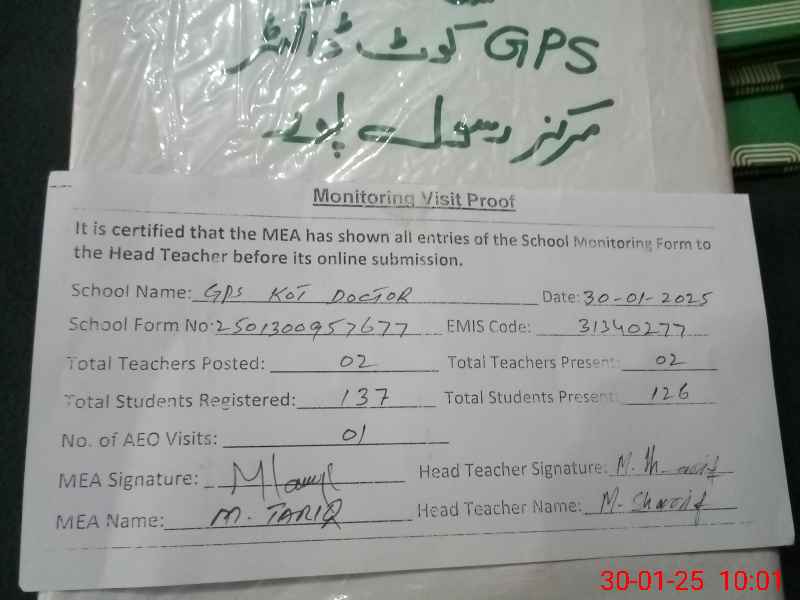 GPS کوٹ ڈاکٹر
مرکز رسول پور
Monitoring Visit Proof
It is certified that the MEA has shown all entries of the School Monitoring Form to
the Head Teacher before its online submission.
School Name: GPS KOT DOCTOR Date: 30-01-2025
School Form No: 2501300957677 EMIS Code: 31340277
Total Teachers Posted: 02 Total Teachers Present: 02
Total Students Registered: 137 Total Students Present: 126
No. of AEO Visits: 01
MEA Signature: Head Teacher Signature: M.
MEA Name: M. TARIQ Head Teacher Name: M. Sharif
30-01-25 10:01